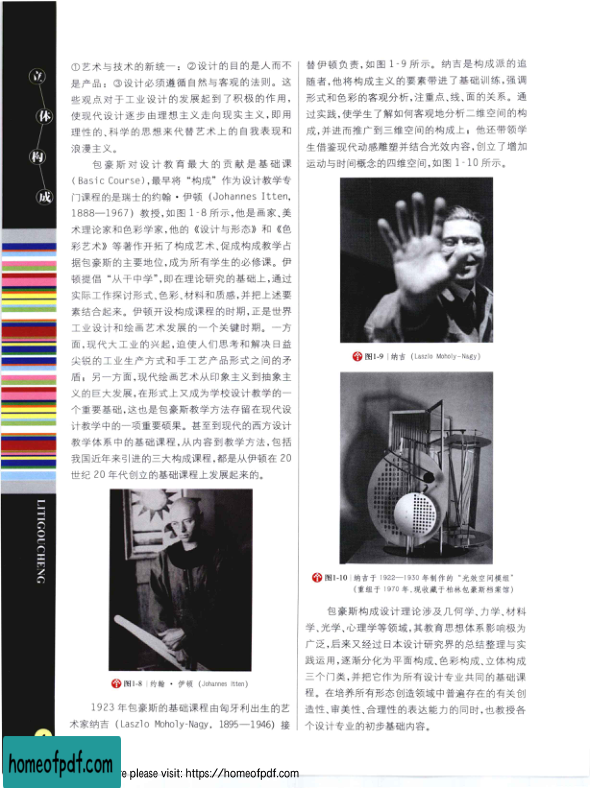 立体构成
LITIGOUCHENG
①艺术与技术的新统一；②设计的目的是人而不
是产品；③设计必须遵循自然与客观的法则。这
些观点对于工业设计的发展起到了积极的作用，
使现代设计逐步由理想主义走向现实主义，即用
理性的、科学的思想来代替艺术上的自我表现和
浪漫主义。
包豪斯对设计教育最大的贡献是基础课
(Basic Course)，最早将“构成”作为设计教学专
门课程的是瑞士的约翰·伊顿 (Johannes Itten,
1888—1967) 教授，如图 1-8 所示，他是画家、美
术理论家和色彩学家，他的《设计与形态》和《色
彩艺术》等著作开拓了构成艺术，促成构成教学占
据包豪斯的主要地位，成为所有学生的必修课。伊
顿提倡“从干中学”，即在理论研究的基础上，通过
实际工作探讨形式、色彩、材料和质感，并把上述要
素结合起来。伊顿开设构成课程的时期，正是世界
工业设计和绘画艺术发展的一个关键时期。一方
面，现代大工业的兴起，迫使人们思考和解决日益
尖锐的工业生产方式和手工艺产品形式之间的矛
盾；另一方面，现代绘画艺术从印象主义到抽象主
义的巨大发展，在形式上又成为学校设计教学的一
个重要基础，这也是包豪斯教学方法存留在现代设
计教学中的一项重要硕果。甚至到现代的西方设计
教学体系中的基础课程，从内容到教学方法，包括
我国近年来引进的三大构成课程，都是从伊顿在 20
世纪 20 年代创立的基础课程上发展起来的。
图1-8 | 约翰·伊顿 (Johannes Itten)
1923 年包豪斯的基础课程由匈牙利出生的艺
术家纳吉 (Laszlo Moholy-Nagy, 1895—1946) 接
替伊顿负责，如图 1-9 所示。纳吉是构成派的追
随者，他将构成主义的要素带进了基础训练，强调
形式和色彩的客观分析，注重点、线、面的关系。通
过实践，使学生了解如何客观地分析二维空间的构
成，并进而推广到三维空间的构成上；他还带领学
生借鉴现代动感雕塑并结合光效内容，创立了增加
运动与时间概念的四维空间，如图 1-10 所示。
图1-9 | 纳吉 (Laszlo Moholy-Nagy)
图1-10 | 纳吉于 1922—1930 年制作的“光效空间模组”
(重组于 1970 年，现收藏于柏林包豪斯档案馆)
包豪斯构成设计理论涉及几何学、力学、材料
学、光学、心理学等领域，其教育思想体系影响极为
广泛，后来又经过日本设计研究界的总结整理与实
践运用，逐渐分化为平面构成、色彩构成、立体构成
三个门类，并把它作为所有设计专业共同的基础课
程。在培养所有形态创造领域中普遍存在的有关创
造性、审美性、合理性的表达能力的同时，也教授各
个设计专业的初步基础内容。
homeofpdf.com
re please visit: https://homeofpdf.com